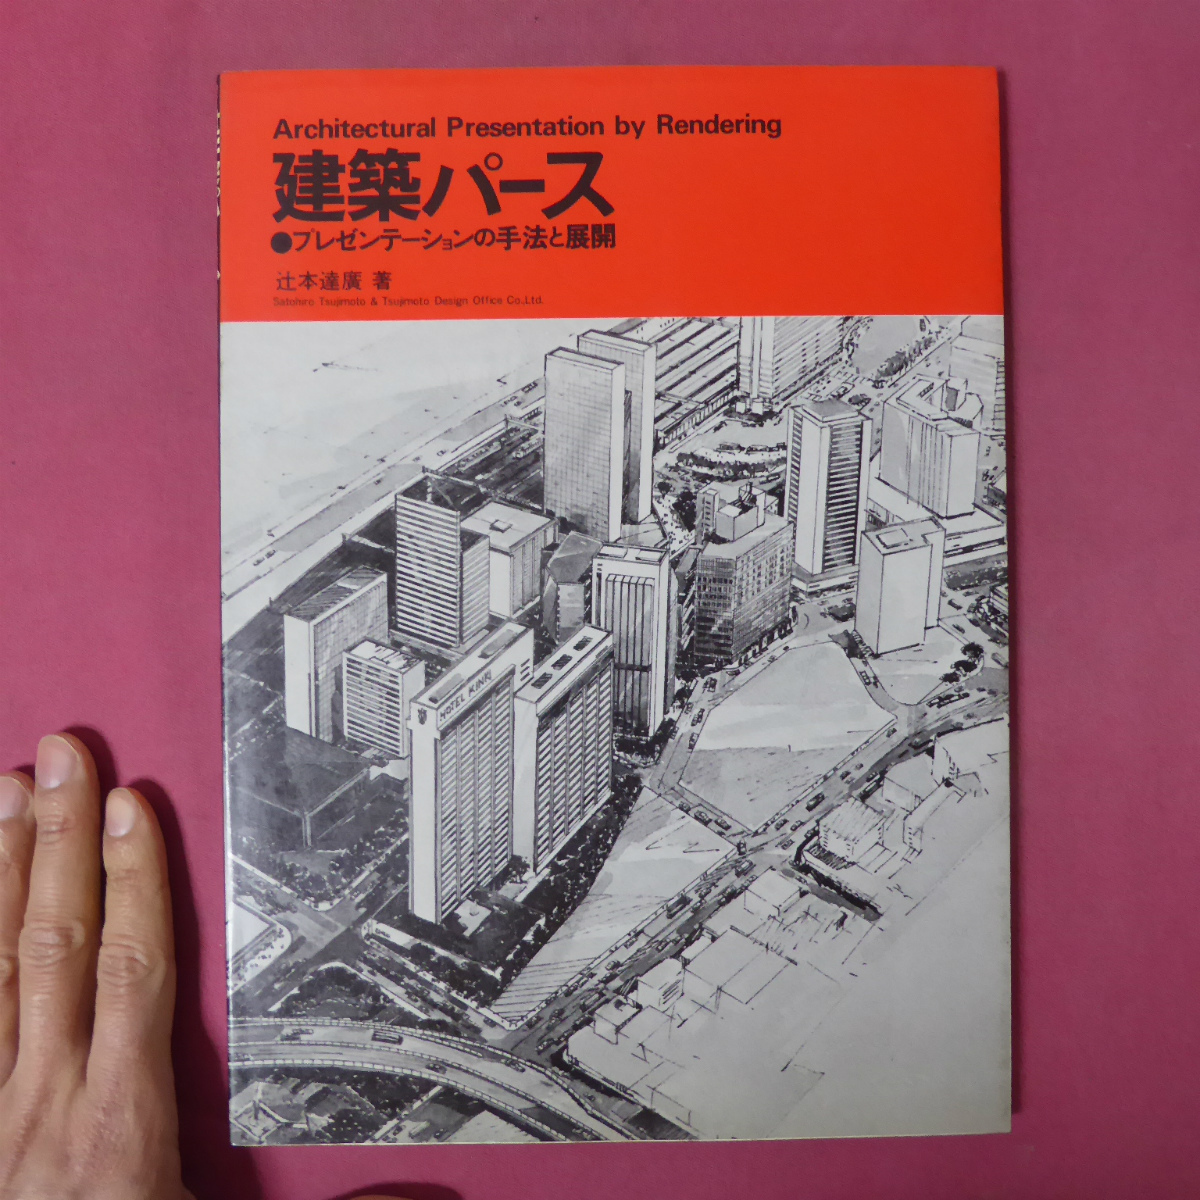 Architectural Presentation by Rendering
建築パース
●プレゼンテーションの手法と展開
辻本達廣 著
Satohiro Tsujimoto & Tsujimoto Design Office Co.,Ltd.
HOTEL KINKI